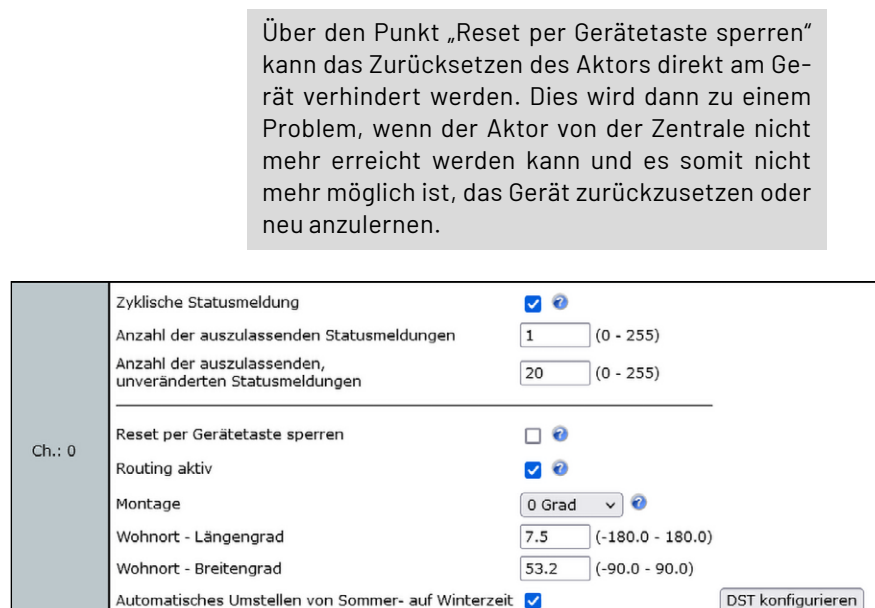 Über den Punkt „Reset per Gerätetaste sperren“
kann das Zurücksetzen des Aktors direkt am Ge-
rät verhindert werden. Dies wird dann zu einem
Problem, wenn der Aktor von der Zentrale nicht
mehr erreicht werden kann und es somit nicht
mehr möglich ist, das Gerät zurückzusetzen oder
neu anzulernen.
Ch.: 0
Zyklische Statusmeldung
Anzahl der auszulassenden Statusmeldungen 1 (0 - 255)
Anzahl der auszulassenden,
unveränderten Statusmeldungen 20 (0 - 255)
Reset per Gerätetaste sperren
Routing aktiv
Montage 0 Grad
Wohnort - Längengrad 7.5 (-180.0 - 180.0)
Wohnort - Breitengrad 53.2 (-90.0 - 90.0)
Automatisches Umstellen von Sommer- auf Winterzeit DST konfigurieren